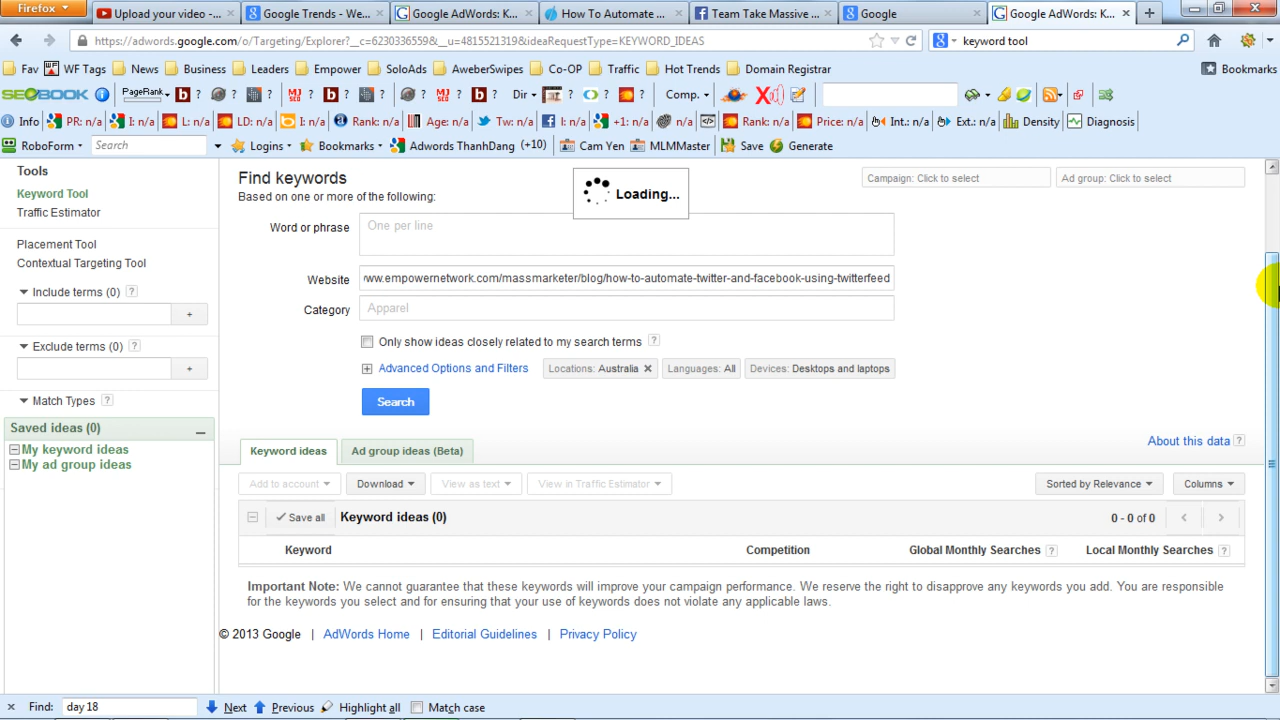 Firefox
Upload your video - ...
Google Trends - We...
Google AdWords: K...
How To Automate ...
Team Take Massive ...
Google
Google AdWords: K...
https://adwords.google.com/o/Targeting/Explorer?__c=6230336559&__u=4815521319&ideaRequestType=KEYWORD_IDEAS
keyword tool
Fav WF Tags News Business Leaders Empower SoloAds AweberSwipes Co-OP Traffic Hot Trends Domain Registrar Bookmarks
SEOBOOK PageRank ? ? ? ? ? ? ? ? ? Dir ? ? ? Comp.
Info PR: n/a I: n/a L: n/a LD: n/a I: n/a Rank: n/a Age: n/a Tw: n/a I: n/a +1: n/a n/a Rank: n/a Price: n/a Int.: n/a Ext.: n/a Density Diagnosis
RoboForm Search Logins Bookmarks Adwords ThanhDang (+10) Cam Yen MLMMaster Save Generate
Tools
Keyword Tool
Traffic Estimator
Placement Tool
Contextual Targeting Tool
Include terms (0) ?
+
Exclude terms (0) ?
+
Match Types ?
Saved ideas (0)
My keyword ideas
My ad group ideas
Find keywords
Based on one or more of the following:
Loading...
Campaign: Click to select
Ad group: Click to select
Word or phrase One per line
Website ww.empowernetwork.com/massmarketer/blog/how-to-automate-twitter-and-facebook-using-twitterfeed
Category Apparel
Only show ideas closely related to my search terms ?
Advanced Options and Filters Locations: Australia Languages: All Devices: Desktops and laptops
Search
About this data ?
Keyword ideas Ad group ideas (Beta)
Add to account Download View as text View in Traffic Estimator Sorted by Relevance Columns
Save all Keyword ideas (0) 0 - 0 of 0
Keyword Competition Global Monthly Searches ? Local Monthly Searches ?
Important Note: We cannot guarantee that these keywords will improve your campaign performance. We reserve the right to disapprove any keywords you add. You are responsible
for the keywords you select and for ensuring that your use of keywords does not violate any applicable laws.
© 2013 Google | AdWords Home | Editorial Guidelines | Privacy Policy
Find: day 18 Next Previous Highlight all Match case